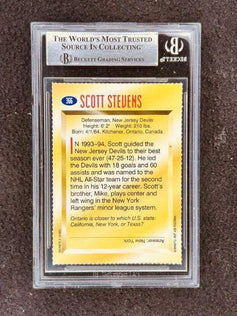 THE WORLD'S MOST TRUSTED
SOURCE IN COLLECTING™
BECKETT GRADING SERVICES
BECKETT
396
SCOTT STEVENS
Defenseman, New Jersey Devils
Height: 6' 2" Weight: 210 lbs.
Born: 4/1/64, Kitchener, Ontario, Canada.
IN 1993-94, Scott guided the
New Jersey Devils to their best
season ever (47-25-12). He led
the Devils with 18 goals and 60
assists and was named to the
NHL All-Star team for the second
time in his 12-year career. Scott's
brother, Mike, plays center and
left wing in the New York
Rangers' minor league system.
Ontario is closer to which U.S. state:
California, New York, or Texas?
Answer: New York